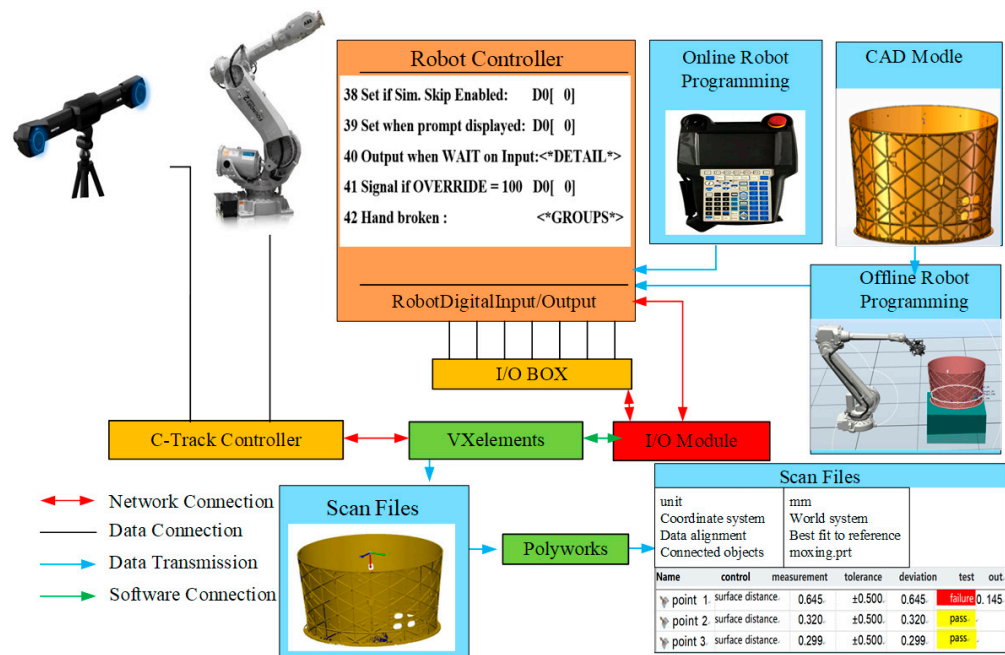 Robot Controller
38 Set if Sim. Skip Enabled: D0[ 0]
39 Set when prompt displayed: D0[ 0]
40 Output when WAIT on Input:<*DETAIL*>
41 Signal if OVERRIDE = 100 D0[ 0]
42 Hand broken : <*GROUPS*>
RobotDigitalInput/Output
Online Robot
Programming
CAD Modle
Offline Robot
Programming
I/O BOX
C-Track Controller
VXelements
I/O Module
Network Connection
Data Connection
Data Transmission
Software Connection
Scan Files
Polyworks
Scan Files
unit mm
Coordinate system World system
Data alignment Best fit to reference
Connected objects moxing.prt
Name control measurement tolerance deviation test out.
point 1 surface distance. 0.645 ±0.500 0.645 failure 0.145
point 2 surface distance. 0.320 ±0.500 0.320 pass
point 3 surface distance. 0.299 ±0.500 0.299 pass